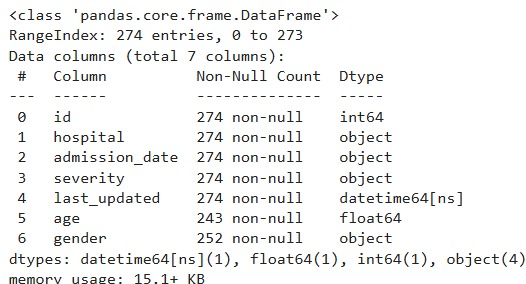 <class 'pandas.core.frame.DataFrame'>
RangeIndex: 274 entries, 0 to 273
Data columns (total 7 columns):
 #   Column          Non-Null Count  Dtype
---  ------          --------------  -----
 0   id              274 non-null    int64
 1   hospital        274 non-null    object
 2   admission_date  274 non-null    object
 3   severity        274 non-null    object
 4   last_updated    274 non-null    datetime64[ns]
 5   age             243 non-null    float64
 6   gender          252 non-null    object
dtypes: datetime64[ns](1), float64(1), int64(1), object(4)
memory usage: 15.1+ KB